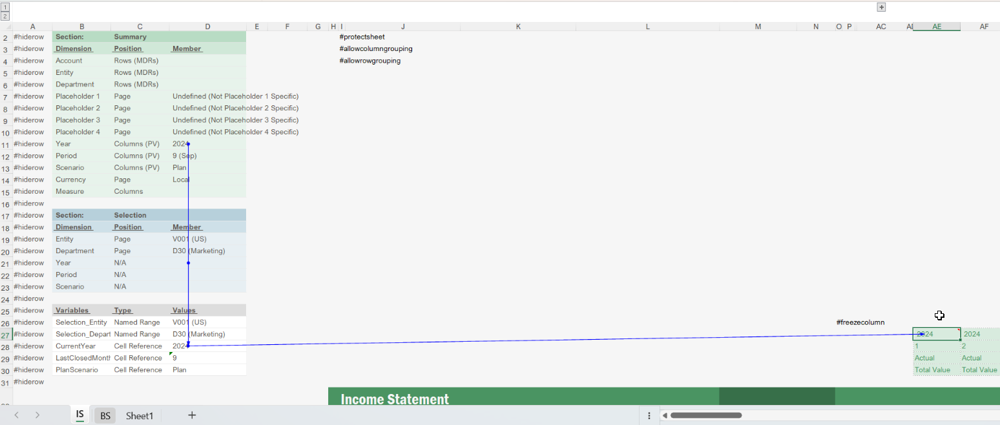 1
2
+
A B C D E F G H I J K L M N O P AC AE AF
2 #hiderow Section: Summary #protectsheet
3 #hiderow Dimension Position Member #allowcolumngrouping
4 #hiderow Account Rows (MDRs) #allowrowgrouping
5 #hiderow Entity Rows (MDRs)
6 #hiderow Department Rows (MDRs)
7 #hiderow Placeholder 1 Page Undefined (Not Placeholder 1 Specific)
8 #hiderow Placeholder 2 Page Undefined (Not Placeholder 2 Specific)
9 #hiderow Placeholder 3 Page Undefined (Not Placeholder 3 Specific)
10 #hiderow Placeholder 4 Page Undefined (Not Placeholder 4 Specific)
11 #hiderow Year Columns (PV) 2024
12 #hiderow Period Columns (PV) 9 (Sep)
13 #hiderow Scenario Columns (PV) Plan
14 #hiderow Currency Page Local
15 #hiderow Measure Columns
16 #hiderow
17 #hiderow Section: Selection
18 #hiderow Dimension Position Member
19 #hiderow Entity Page V001 (US)
20 #hiderow Department Page D30 (Marketing)
21 #hiderow Year N/A
22 #hiderow Period N/A
23 #hiderow Scenario N/A
24 #hiderow
25 #hiderow Variables Type Values
26 #hiderow Selection_Entity Named Range V001 (US) #freezecolumn
27 #hiderow Selection_Depart Named Range D30 (Marketing) 2024 2024
28 #hiderow CurrentYear Cell Reference 2024 1 2
29 #hiderow LastClosedMonth Cell Reference 9 Actual Actual
30 #hiderow PlanScenario Cell Reference Plan Total Value Total Value
31 #hiderow
Income Statement
IS BS Sheet1 +